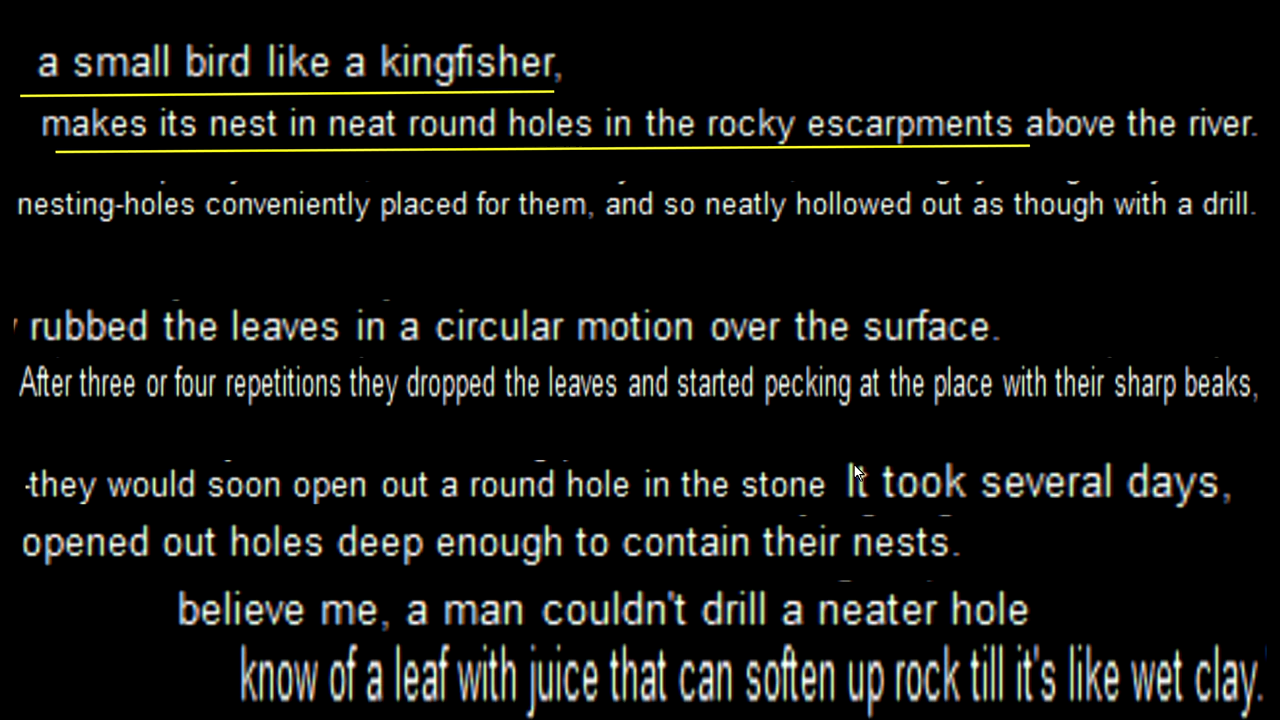 a small bird like a kingfisher,
makes its nest in neat round holes in the rocky escarpments above the river.
nesting-holes conveniently placed for them, and so neatly hollowed out as though with a drill.
rubbed the leaves in a circular motion over the surface.
After three or four repetitions they dropped the leaves and started pecking at the place with their sharp beaks,
they would soon open out a round hole in the stone It took several days,
opened out holes deep enough to contain their nests.
believe me, a man couldn't drill a neater hole
know of a leaf with juice that can soften up rock till it's like wet clay.